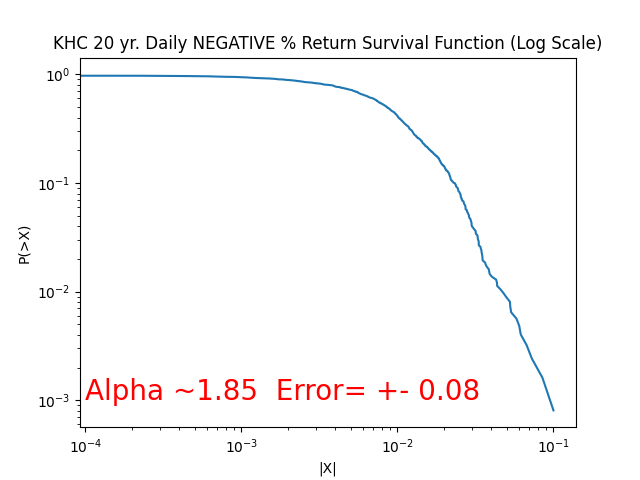 KHC 20 yr. Daily NEGATIVE % Return Survival Function (Log Scale)
10⁰
10⁻¹
10⁻²
10⁻³
P(>X)
Alpha ~1.85  Error= +- 0.08
10⁻⁴ 10⁻³ 10⁻² 10⁻¹
|X|